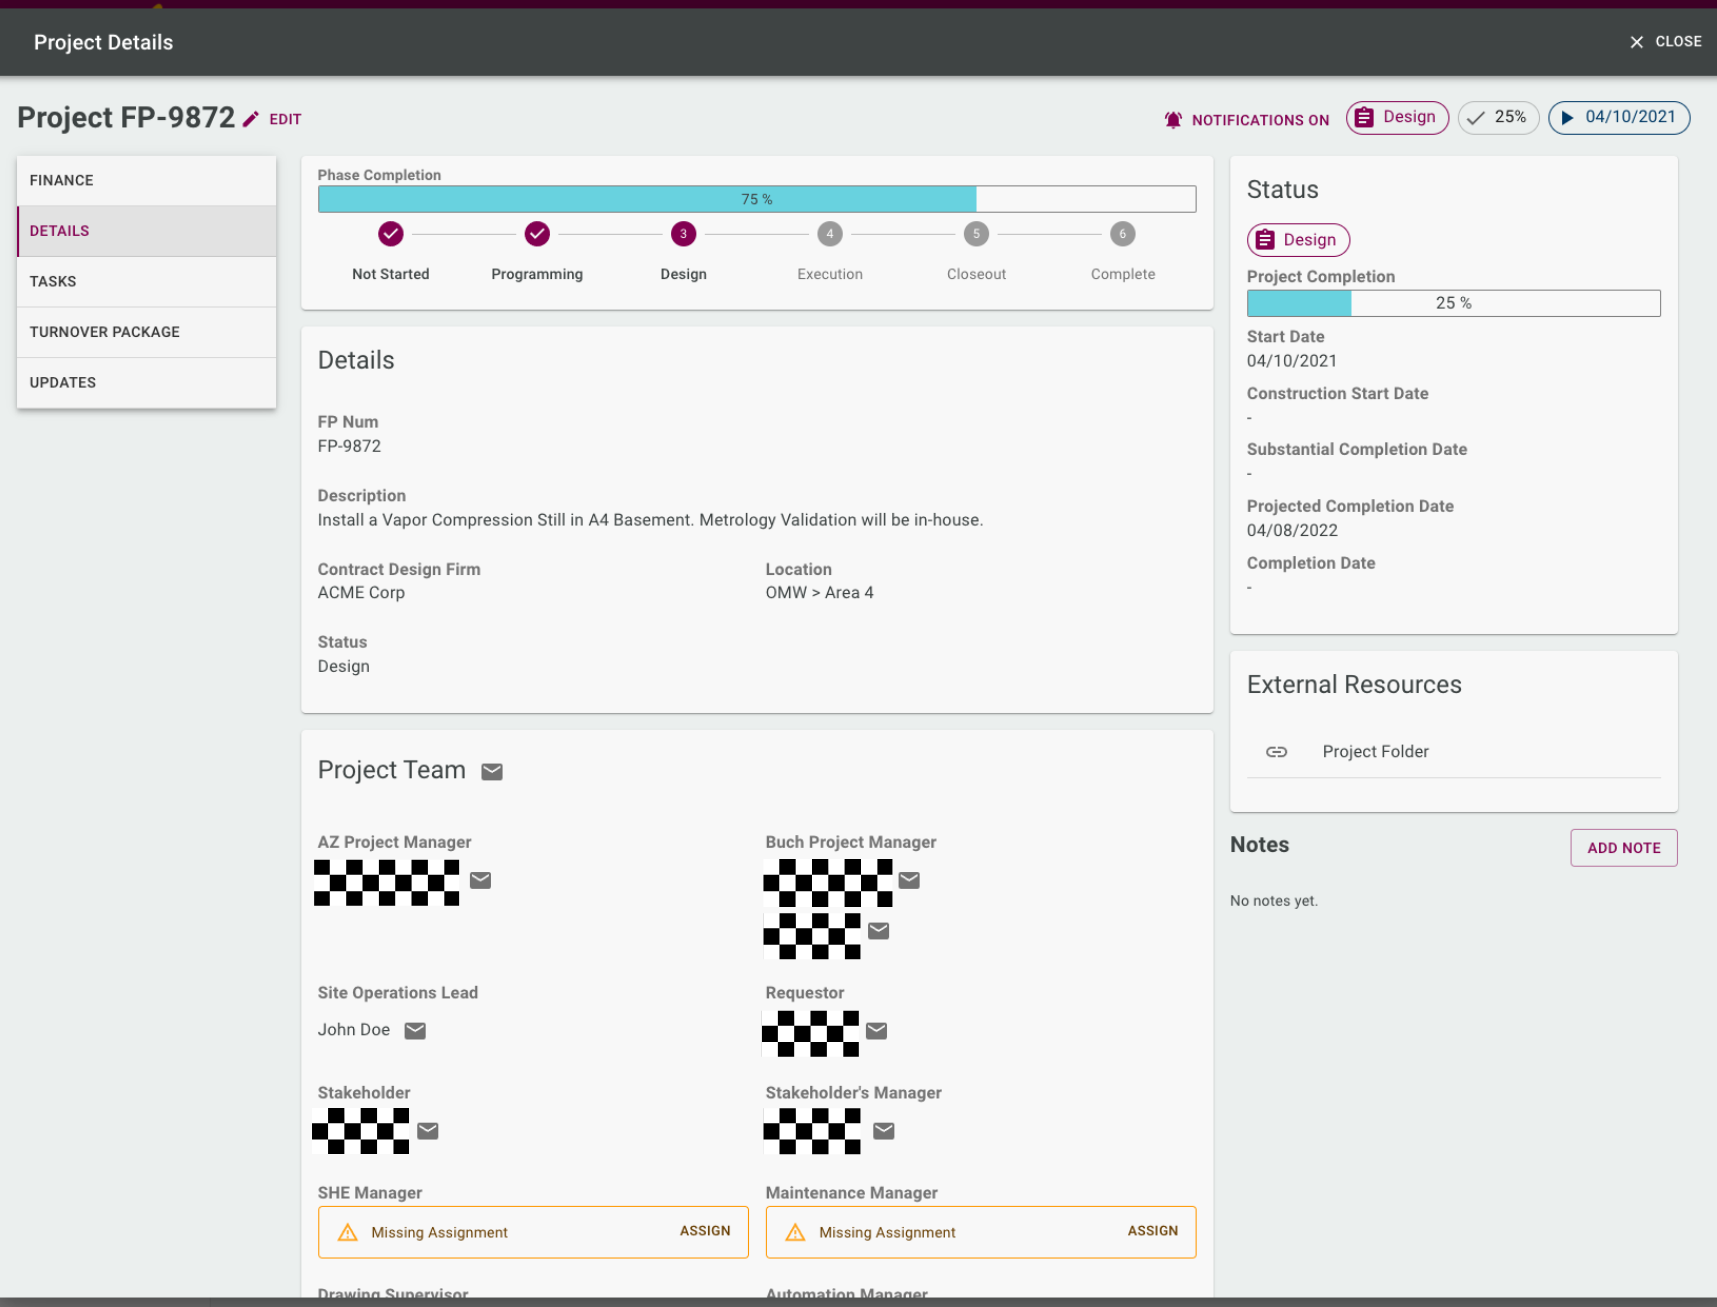 Project Details
CLOSE
Project FP-9872
EDIT
NOTIFICATIONS ON
Design
25%
04/10/2021
FINANCE
DETAILS
TASKS
TURNOVER PACKAGE
UPDATES
Phase Completion
75 %
3
4
5
6
Not Started
Programming
Design
Execution
Closeout
Complete
Details
FP Num
FP-9872
Description
Install a Vapor Compression Still in A4 Basement. Metrology Validation will be in-house.
Contract Design Firm
ACME Corp
Location
OMW > Area 4
Status
Design
Project Team
AZ Project Manager
Buch Project Manager
Site Operations Lead
John Doe
Requestor
Stakeholder
Stakeholder's Manager
SHE Manager
Missing Assignment
ASSIGN
Maintenance Manager
Missing Assignment
ASSIGN
Drawing Supervisor
Automation Manager
Status
Design
Project Completion
25 %
Start Date
04/10/2021
Construction Start Date
-
Substantial Completion Date
-
Projected Completion Date
04/08/2022
Completion Date
-
External Resources
Project Folder
Notes
ADD NOTE
No notes yet.